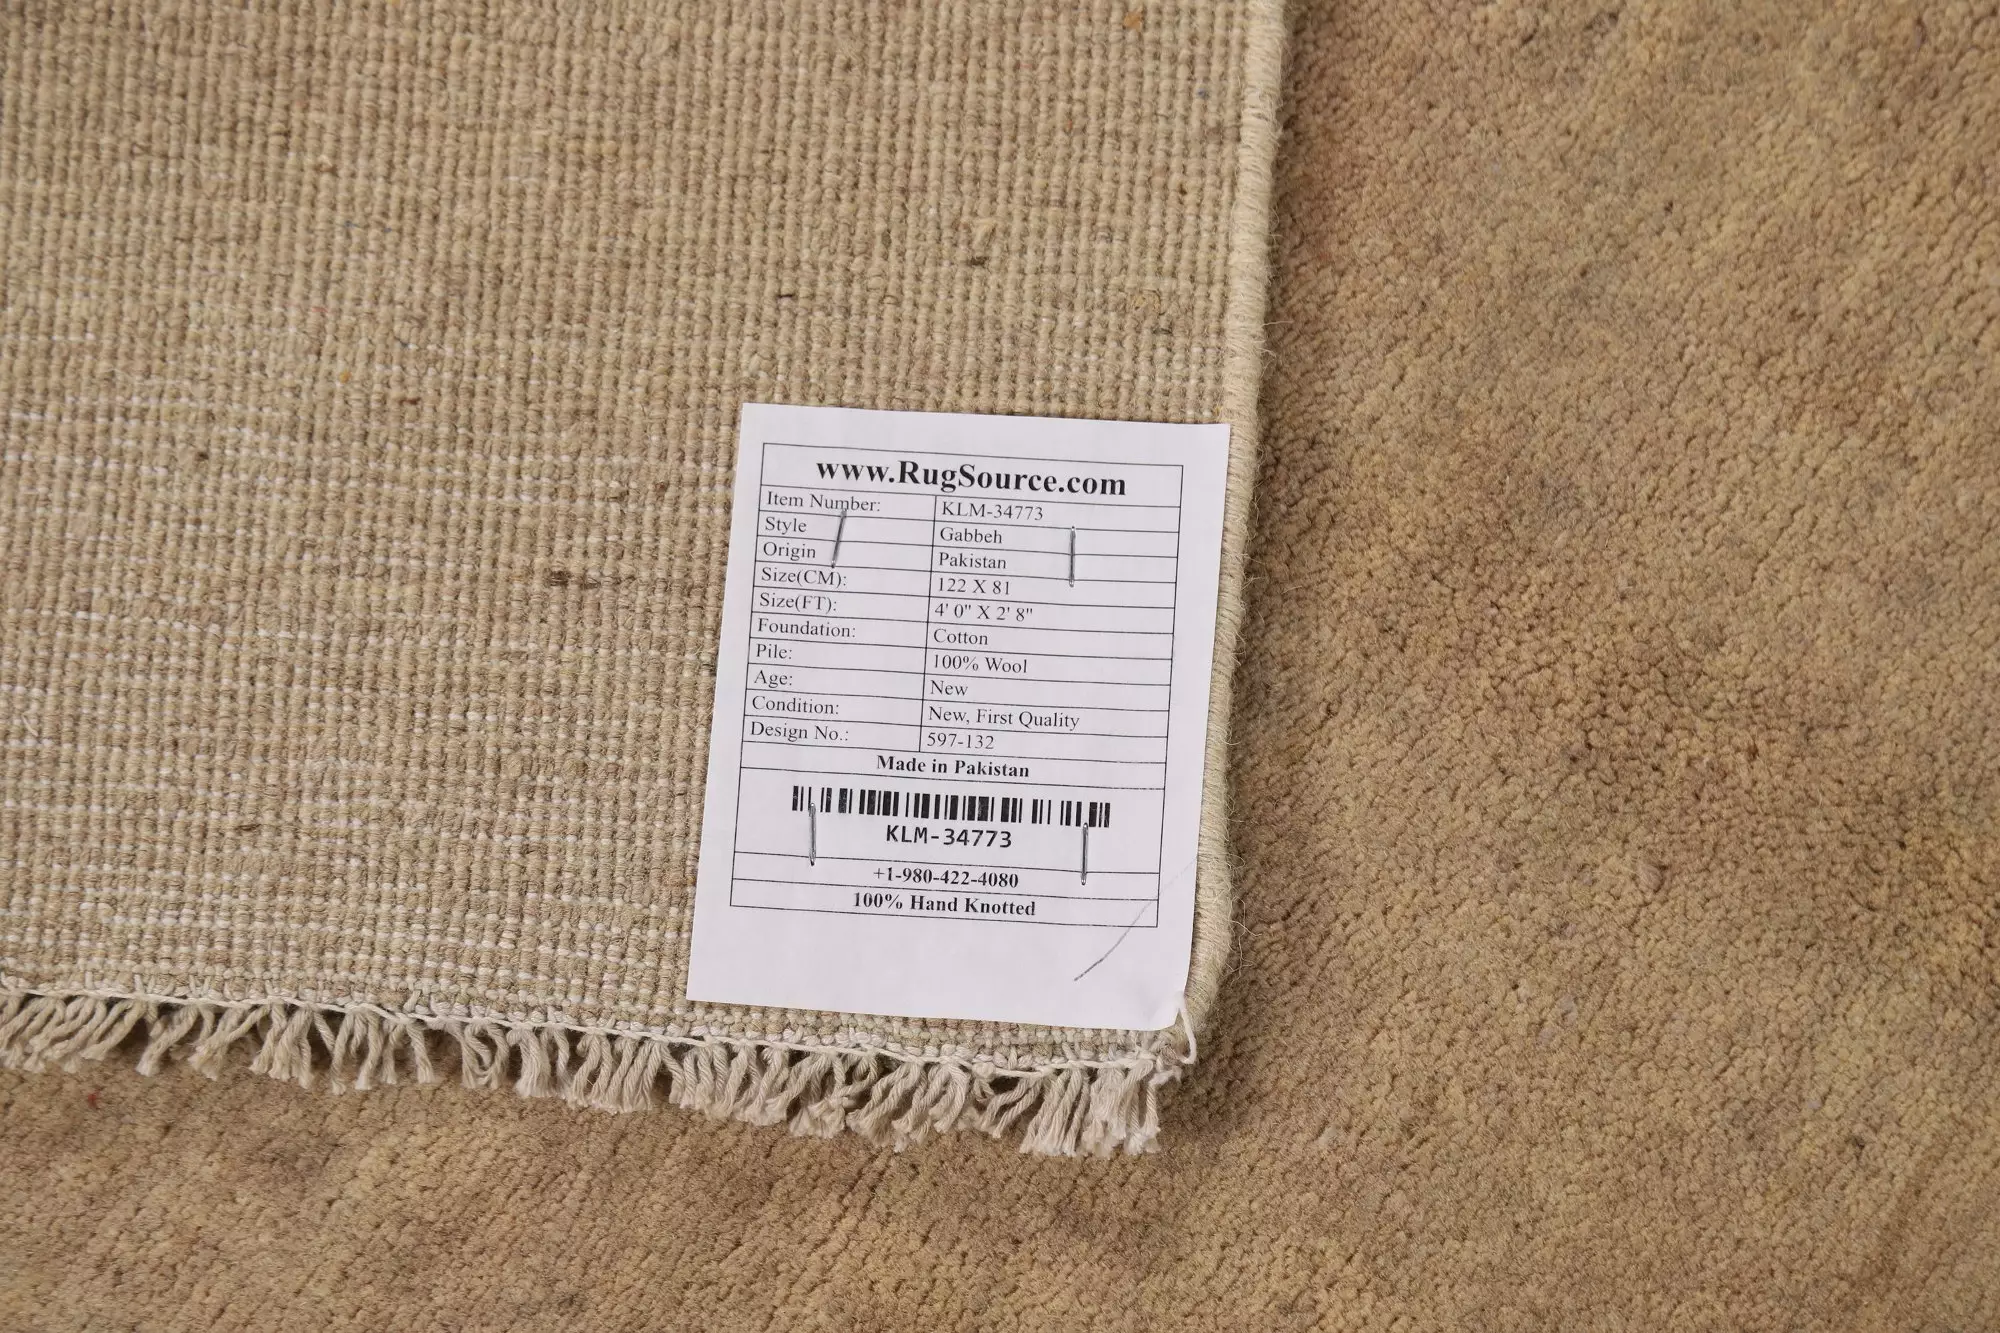 www.RugSource.com
Item Number: KLM-34773
Style Gabbeh
Origin Pakistan
Size(CM): 122 X 81
Size(FT): 4' 0" X 2' 8"
Foundation: Cotton
Pile: 100% Wool
Age: New
Condition: New, First Quality
Design No.: 597-132
Made in Pakistan
KLM-34773
+1-980-422-4080
100% Hand Knotted